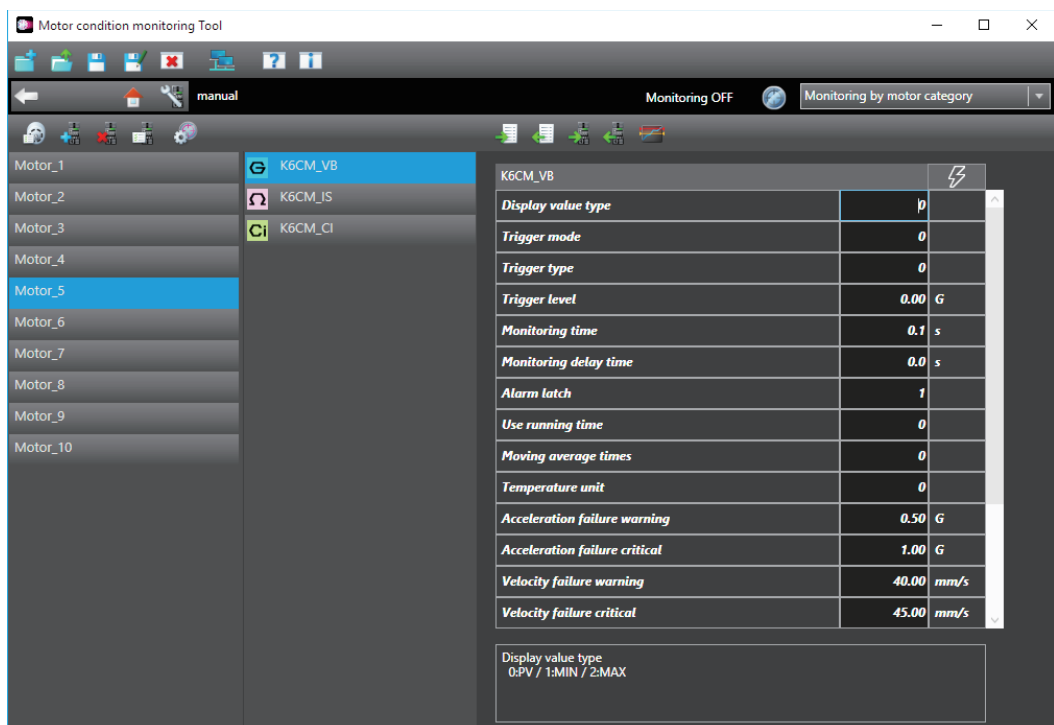 Motor condition monitoring Tool
manual
Monitoring OFF
Monitoring by motor category
Motor_1
Motor_2
Motor_3
Motor_4
Motor_5
Motor_6
Motor_7
Motor_8
Motor_9
Motor_10
G K6CM_VB
Ω K6CM_IS
Ci K6CM_CI
K6CM_VB
Display value type 0
Trigger mode 0
Trigger type 0
Trigger level 0.00 G
Monitoring time 0.1 s
Monitoring delay time 0.0 s
Alarm latch 1
Use running time 0
Moving average times 0
Temperature unit 0
Acceleration failure warning 0.50 G
Acceleration failure critical 1.00 G
Velocity failure warning 40.00 mm/s
Velocity failure critical 45.00 mm/s
Display value type
0:PV / 1:MIN / 2:MAX